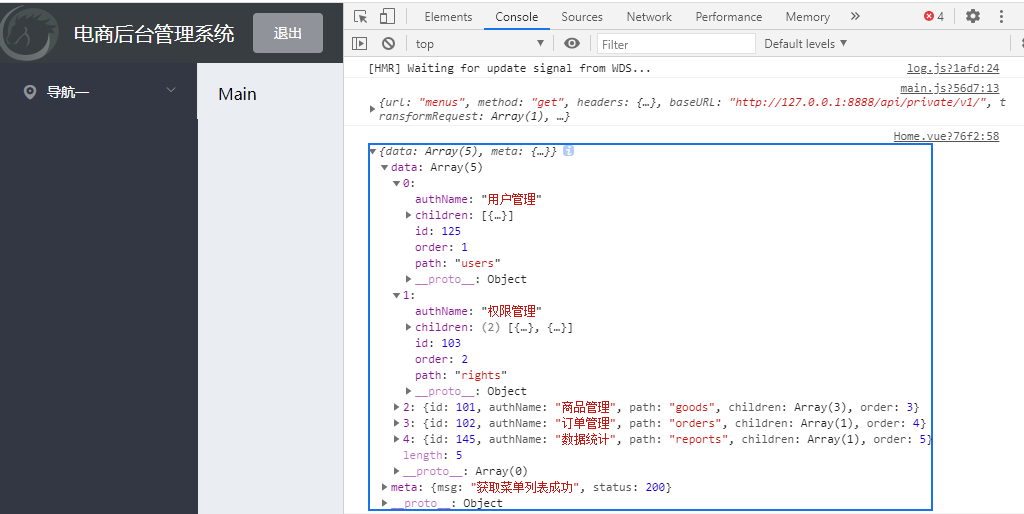 电商后台管理系统
退出
导航一
Main
Elements Console Sources Network Performance Memory » 4
top Filter Default levels ▼
[HMR] Waiting for update signal from WDS... log.js?1afd:24
main.js?56d7:13
{url: "menus", method: "get", headers: {…}, baseURL: "http://127.0.0.1:8888/api/private/v1/", t
ransformRequest: Array(1), …}
Home.vue?76f2:58
{data: Array(5), meta: {…}} i
data: Array(5)
0:
authName: "用户管理"
children: [{…}]
id: 125
order: 1
path: "users"
__proto__: Object
1:
authName: "权限管理"
children: (2) [{…}, {…}]
id: 103
order: 2
path: "rights"
__proto__: Object
2: {id: 101, authName: "商品管理", path: "goods", children: Array(3), order: 3}
3: {id: 102, authName: "订单管理", path: "orders", children: Array(1), order: 4}
4: {id: 145, authName: "数据统计", path: "reports", children: Array(1), order: 5}
length: 5
__proto__: Array(0)
meta: {msg: "获取菜单列表成功", status: 200}
__proto__: Object